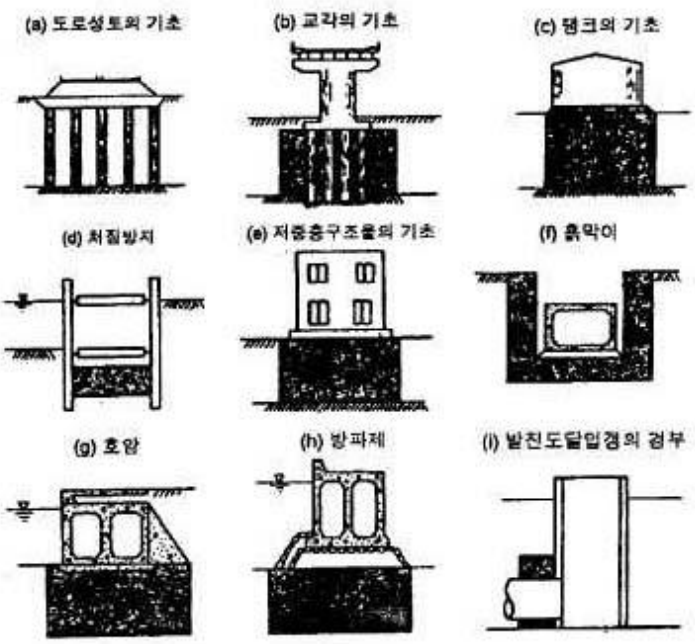 (a) 도로성토의 기초
(b) 교각의 기초
(c) 탱크의 기초
(d) 처짐방지
(e) 저중층구조물의 기초
(f) 흙막이
(g) 호암
(h) 방파제
(i) 발진도달입갱의 경부